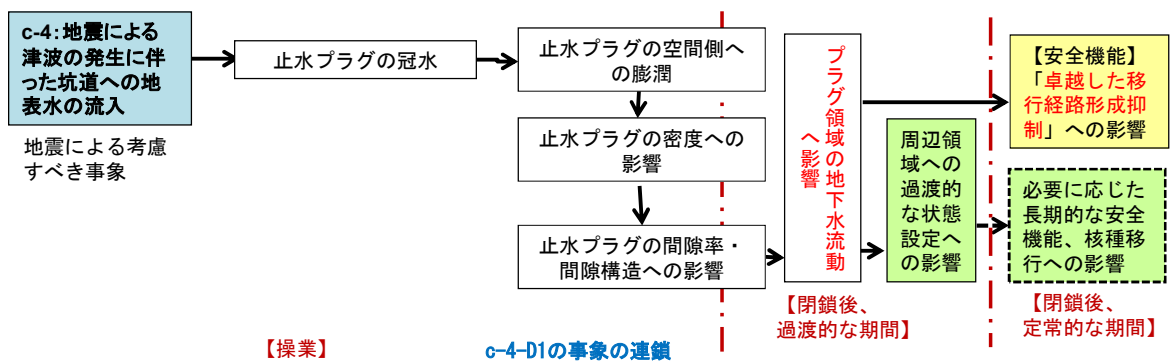 c-4:地震による
津波の発生に伴
った坑道への地
表水の流入
地震による考慮
すべき事象
止水プラグの冠水
止水プラグの空間側へ
の膨潤
止水プラグの密度への
影響
止水プラグの間隙率・
間隙構造への影響
プラグ領域の地下水流動
へ影響
周辺領
域への
過渡的
な状態
設定へ
の影響
【安全機能】
「卓越した移
行経路形成抑
制」への影響
必要に応じた
長期的な安全
機能、核種移
行への影響
【操業】
c-4-D1の事象の連鎖
【閉鎖後、
過渡的な期間】
【閉鎖後、
定常的な期間】